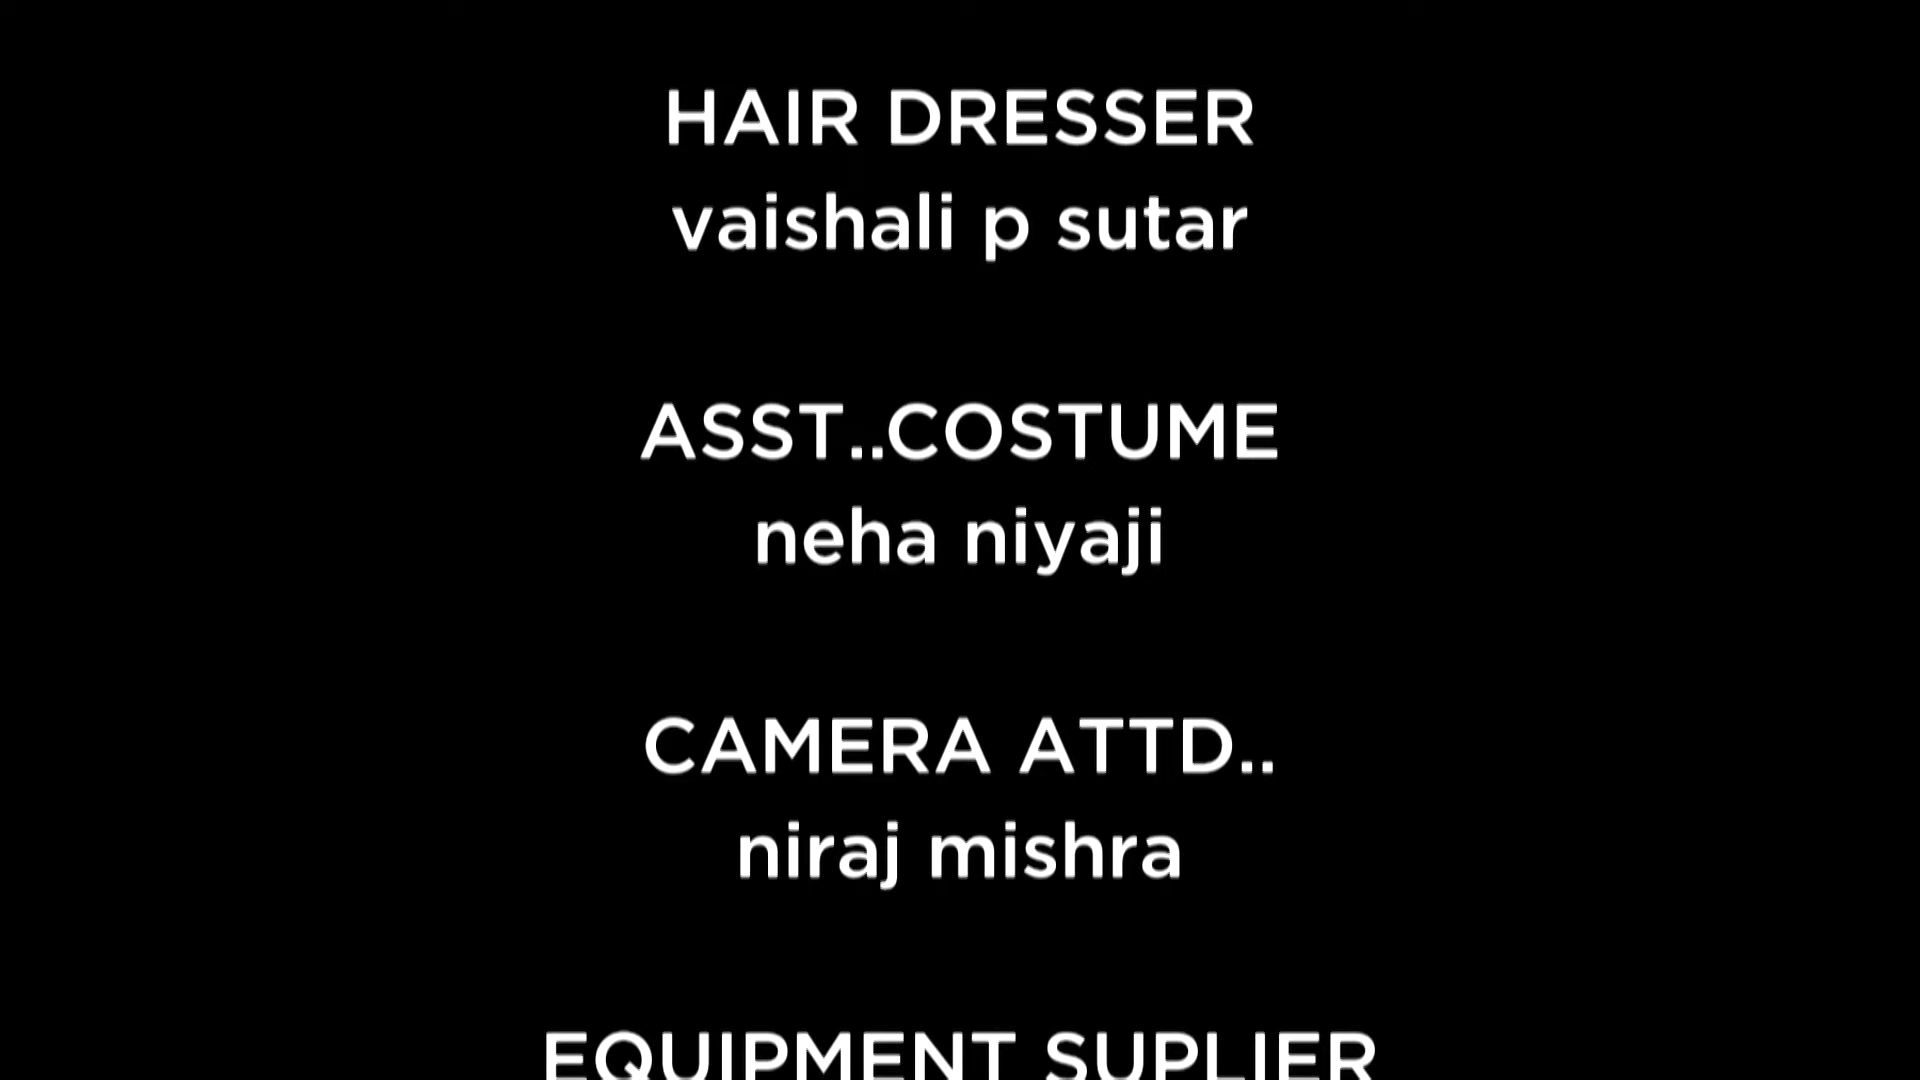 HAIR DRESSER
vaishali p sutar
ASST..COSTUME
neha niyaji
CAMERA ATTD..
niraj mishra
EQUIPMENT SUPLIER